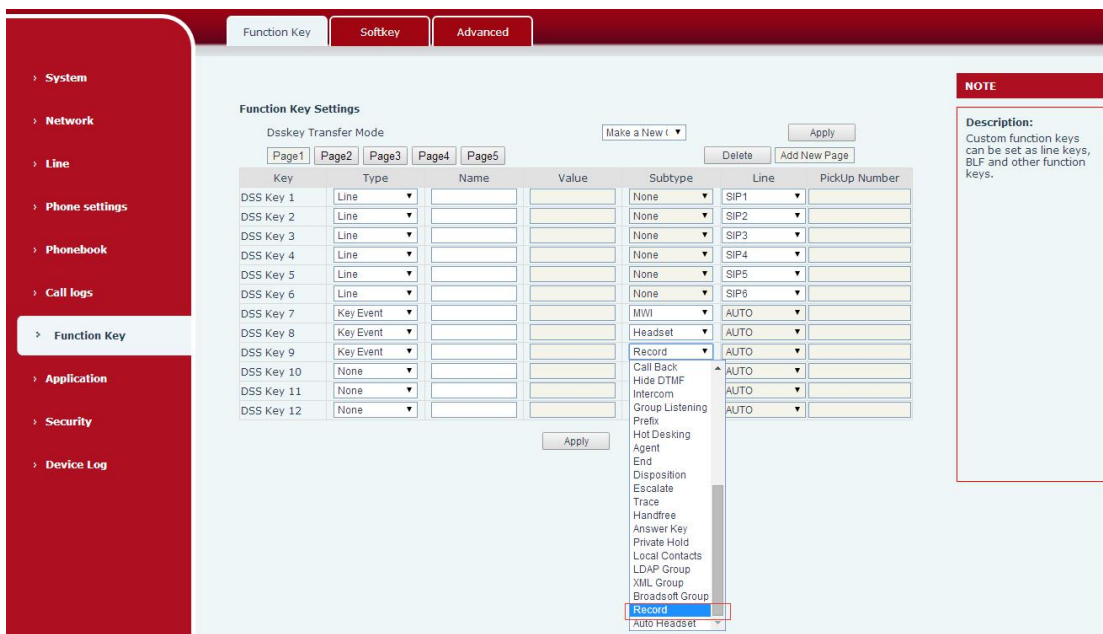 Function Key Softkey Advanced
System
Network
Line
Phone settings
Phonebook
Call logs
Function Key
Application
Security
Device Log
Function Key Settings
Dsskey Transfer Mode Make a New ( Apply
Page1 Page2 Page3 Page4 Page5 Delete Add New Page
Key Type Name Value Subtype Line PickUp Number
DSS Key 1 Line None SIP1
DSS Key 2 Line None SIP2
DSS Key 3 Line None SIP3
DSS Key 4 Line None SIP4
DSS Key 5 Line None SIP5
DSS Key 6 Line None SIP6
DSS Key 7 Key Event MWI AUTO
DSS Key 8 Key Event Headset AUTO
DSS Key 9 Key Event Record AUTO
DSS Key 10 None AUTO
DSS Key 11 None AUTO
DSS Key 12 None AUTO
Call Back
Hide DTMF
Intercom
Group Listening
Prefix
Hot Desking
Agent
End
Disposition
Escalate
Trace
Handfree
Answer Key
Private Hold
Local Contacts
LDAP Group
XML Group
Broadsoft Group
Record
Auto Headset
Apply
NOTE
Description:
Custom function keys
can be set as line keys,
BLF and other function
keys.